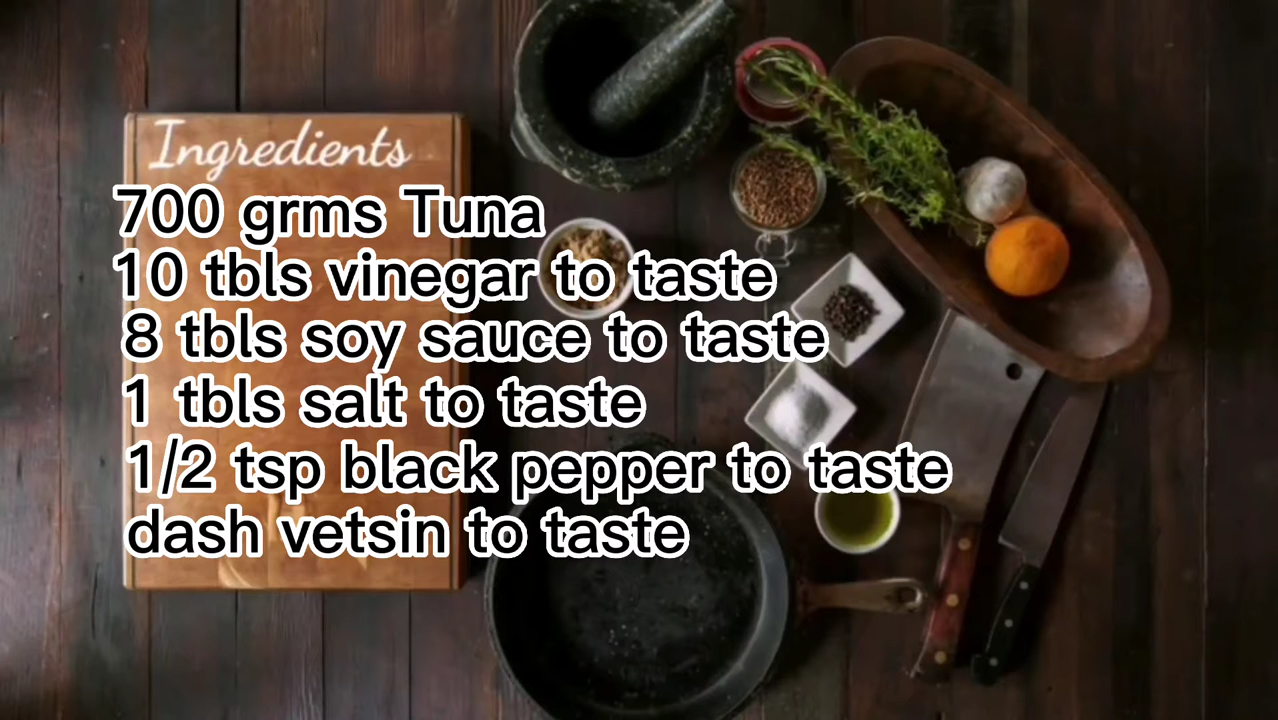 Ingredients
700 grms Tuna
10 tbls vinegar to taste
8 tbls soy sauce to taste
1 tbls salt to taste
1/2 tsp black pepper to taste
dash vetsin to taste